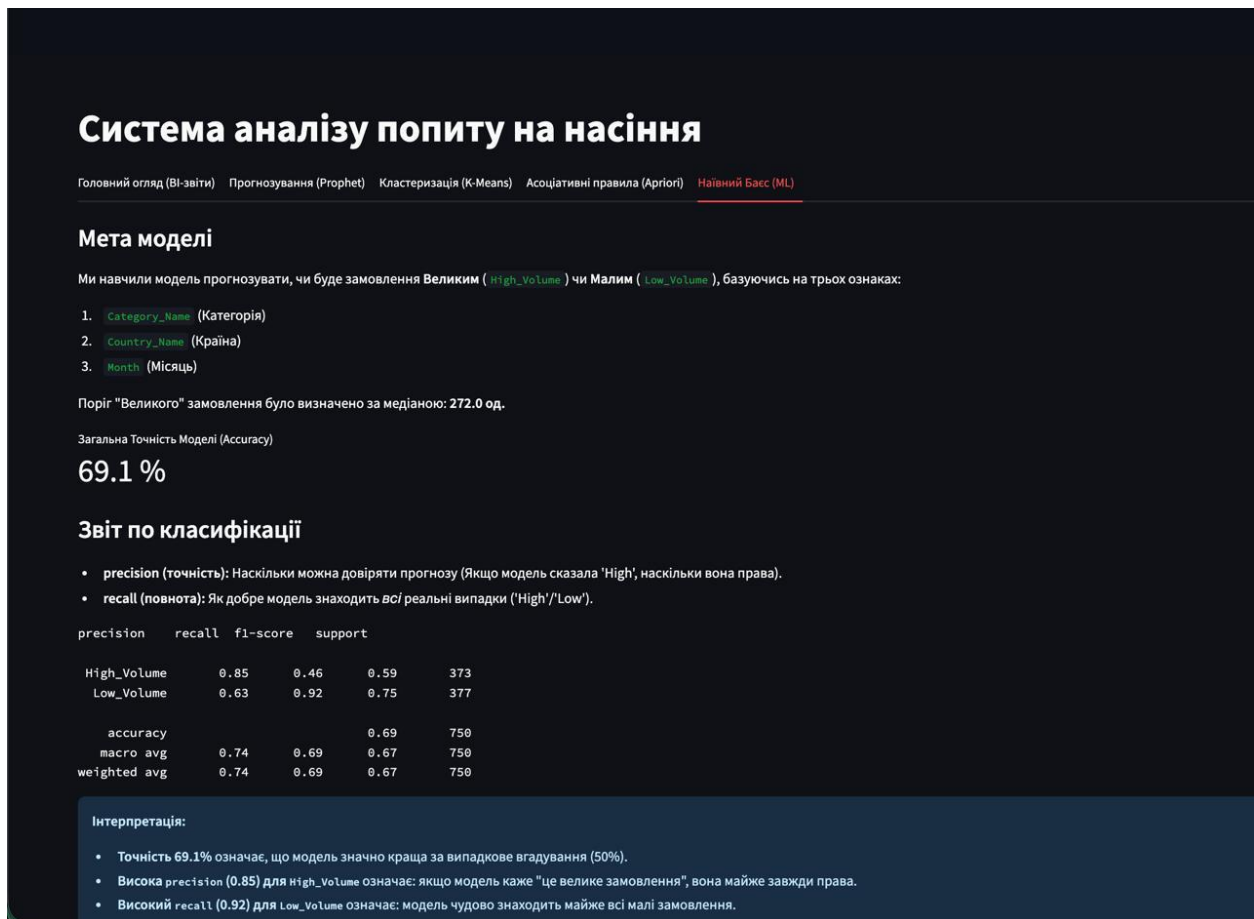 Система аналізу попиту на насіння
Головний огляд (BI-звіти) Прогнозування (Prophet) Кластеризація (K-Means) Асоціативні правила (Apriori) Наївний Баєс (ML)
Мета моделі
Ми навчили модель прогнозувати, чи буде замовлення Великим ( High_Volume ) чи Малим ( Low_Volume ), базуючись на трьох ознаках:
1. Category_Name (Категорія)
2. Country_Name (Країна)
3. Month (Місяць)
Поріг "Великого" замовлення було визначено за медіаною: 272.0 од.
Загальна Точність Моделі (Accuracy)
69.1 %
Звіт по класифікації
• precision (точність): Наскільки можна довіряти прогнозу (Якщо модель сказала 'High', наскільки вона права).
• recall (повнота): Як добре модель знаходить всі реальні випадки ('High'/'Low').
precision recall f1-score support
High_Volume 0.85 0.46 0.59 373
Low_Volume 0.63 0.92 0.75 377
accuracy 0.69 750
macro avg 0.74 0.69 0.67 750
weighted avg 0.74 0.69 0.67 750
Інтерпретація:
• Точність 69.1% означає, що модель значно краща за випадкове вгадування (50%).
• Висока precision (0.85) для High_Volume означає: якщо модель каже "це велике замовлення", вона майже завжди права.
• Високий recall (0.92) для Low_Volume означає: модель чудово знаходить майже всі малі замовлення.